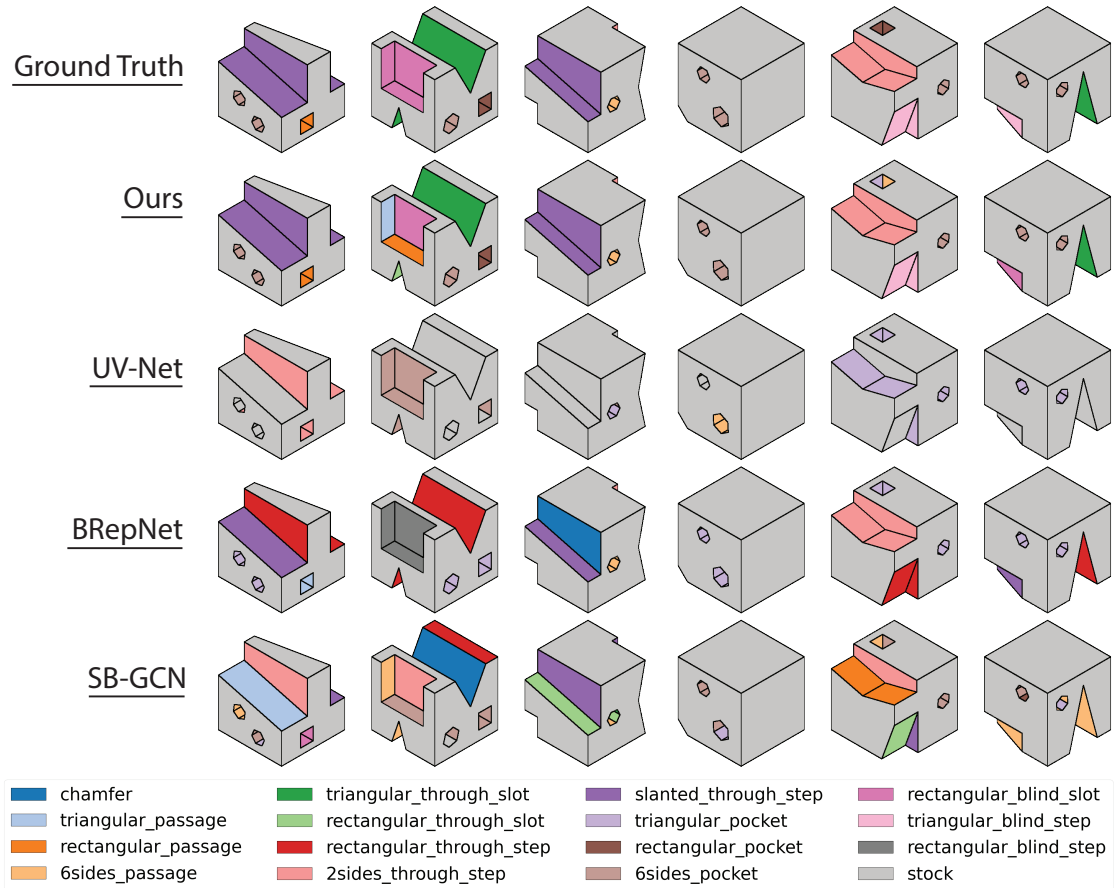 Ground Truth
Ours
UV-Net
BRepNet
SB-GCN
chamfer
triangular_passage
rectangular_passage
6sides_passage
triangular_through_slot
rectangular_through_slot
rectangular_through_step
2sides_through_step
slanted_through_step
triangular_pocket
rectangular_pocket
6sides_pocket
rectangular_blind_slot
triangular_blind_step
rectangular_blind_step
stock